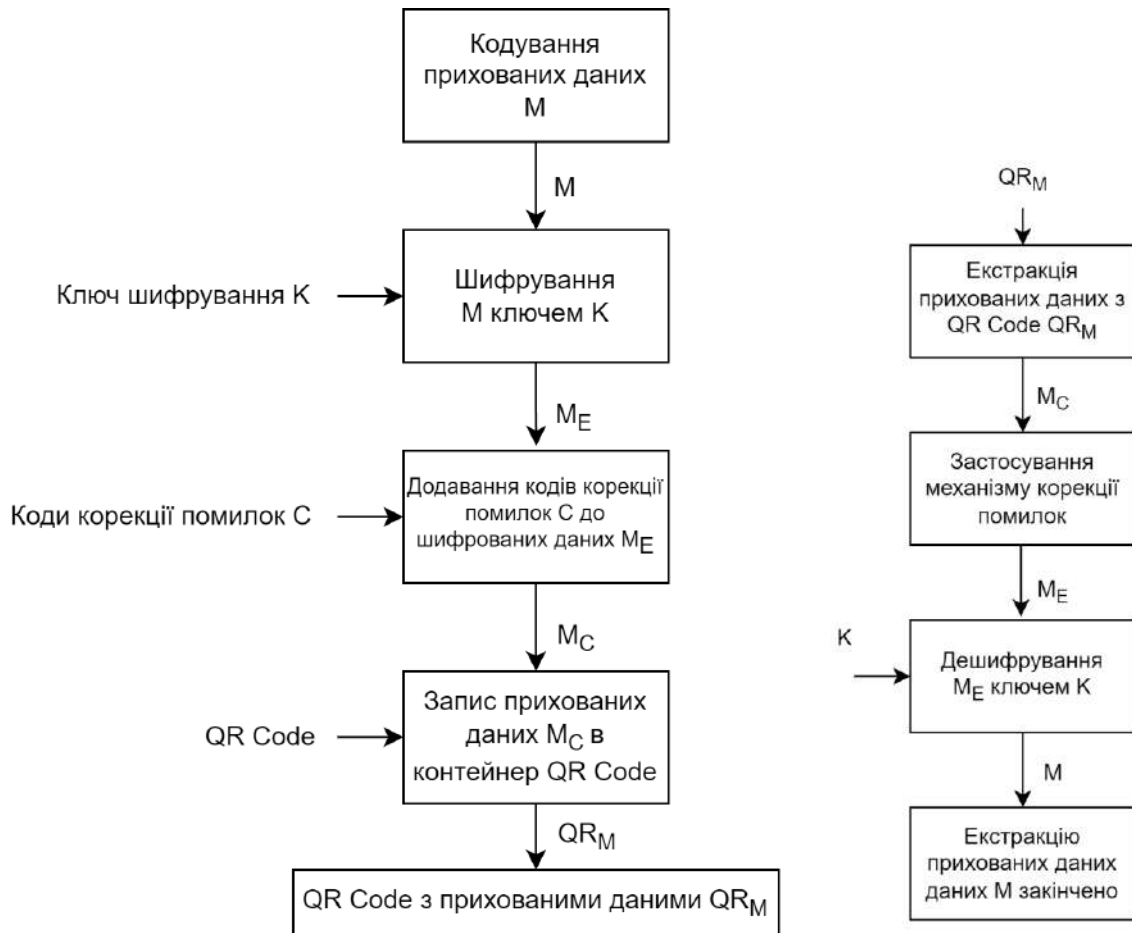 Кодування
прихованих даних
M
M
Ключ шифрування K
Шифрування
M ключем K
M_E
Коди корекції помилок C
Додавання кодів корекції
помилок C до
шифрованих даних M_E
M_C
QR Code
Запис прихованих
даних M_C в
контейнер QR Code
QR_M
QR Code з прихованими даними QR_M
QR_M
Екстракція
прихованих даних з
QR Code QR_M
M_C
Застосування
механізму корекції
помилок
M_E
K
Дешифрування
M_E ключем K
M
Екстракцію
прихованих даних
даних M закінчено